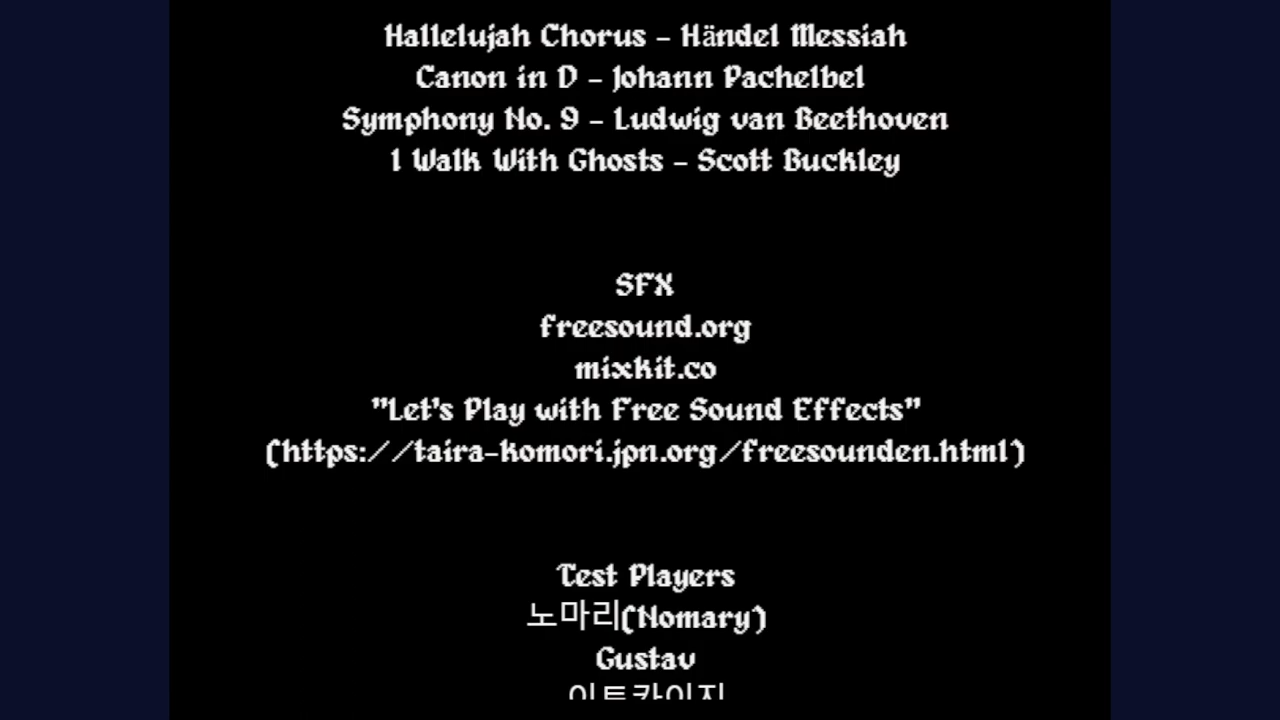 Hallelujah Chorus - Händel Messiah
Canon in D - Johann Pachelbel
Symphony No. 9 - Ludwig van Beethoven
I Walk With Ghosts - Scott Buckley
SFX
freesound.org
mixkit.co
"Let's Play with Free Sound Effects"
(https://taira-komori.jpn.org/freesounden.html)
Test Players
노마리(Nomary)
Gustav